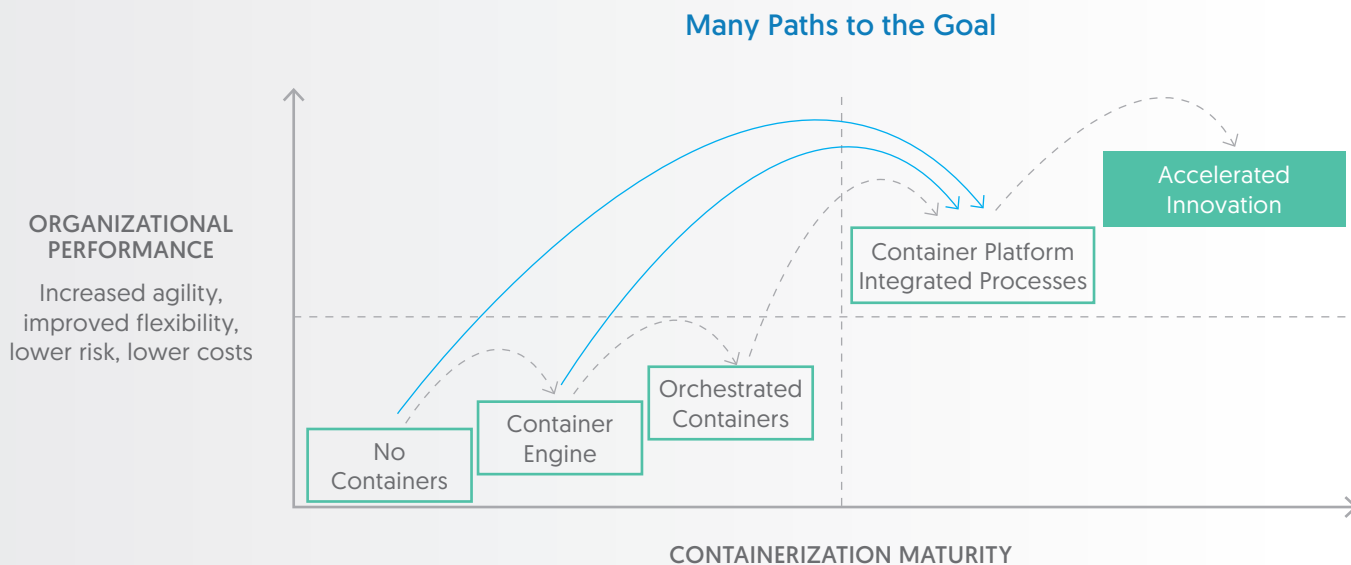 Many Paths to the Goal
ORGANIZATIONAL
PERFORMANCE
Increased agility,
improved flexibility,
lower risk, lower costs
No
Containers
Container
Engine
Orchestrated
Containers
Container Platform
Integrated Processes
Accelerated
Innovation
CONTAINERIZATION MATURITY